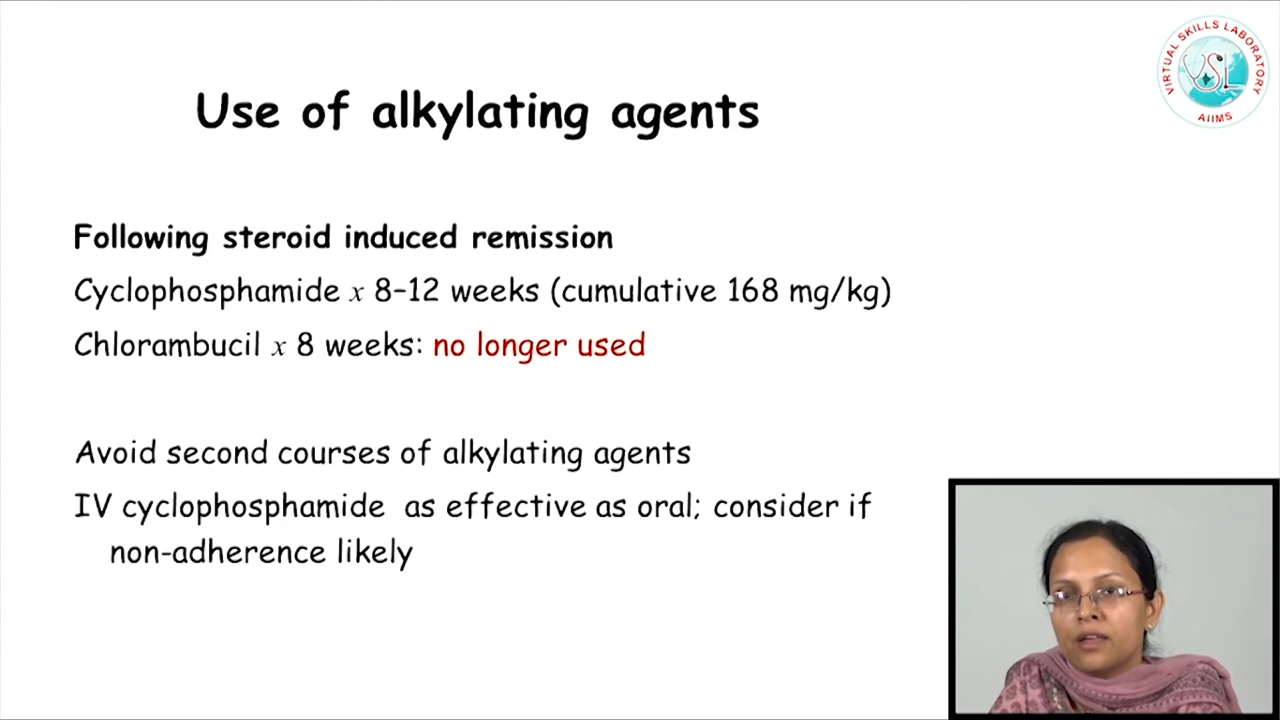 VIRTUAL SKILLS LABORATORY
VSL
AIIMS
Use of alkylating agents
Following steroid induced remission
Cyclophosphamide x 8–12 weeks (cumulative 168 mg/kg)
Chlorambucil x 8 weeks: no longer used
Avoid second courses of alkylating agents
IV cyclophosphamide as effective as oral; consider if
non-adherence likely